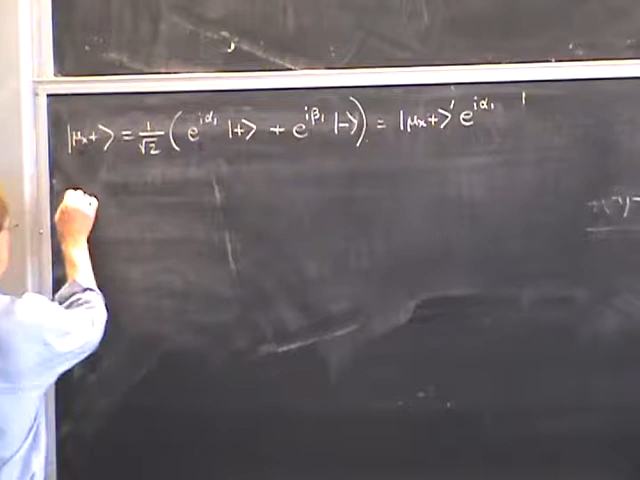 |μx+⟩ = 1/√2 ( e^{iα₁} |+⟩ + e^{iβ₁} |−⟩ ) = |μx+⟩' e^{iα₁}